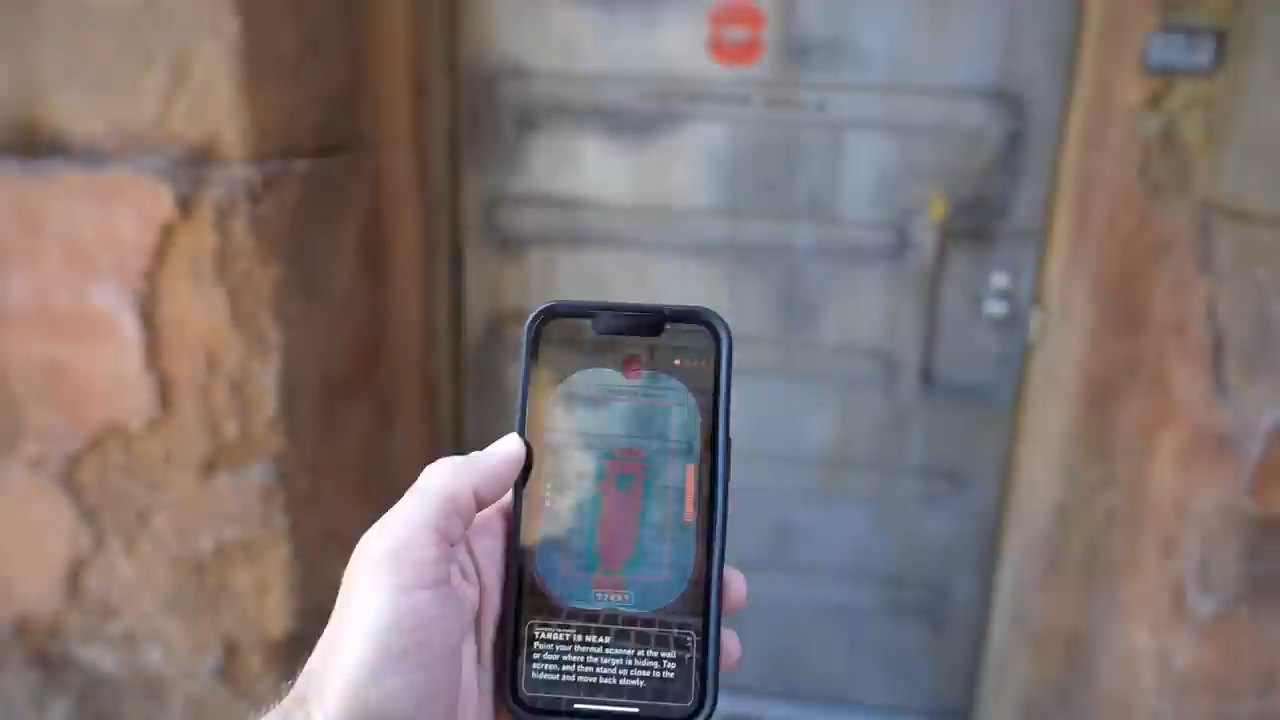 TARGET IS NEAR
Point your thermal scanner at the wall
or door where the target is hiding. Tap
screen, and then stand up close to the
hideout and move back slowly.